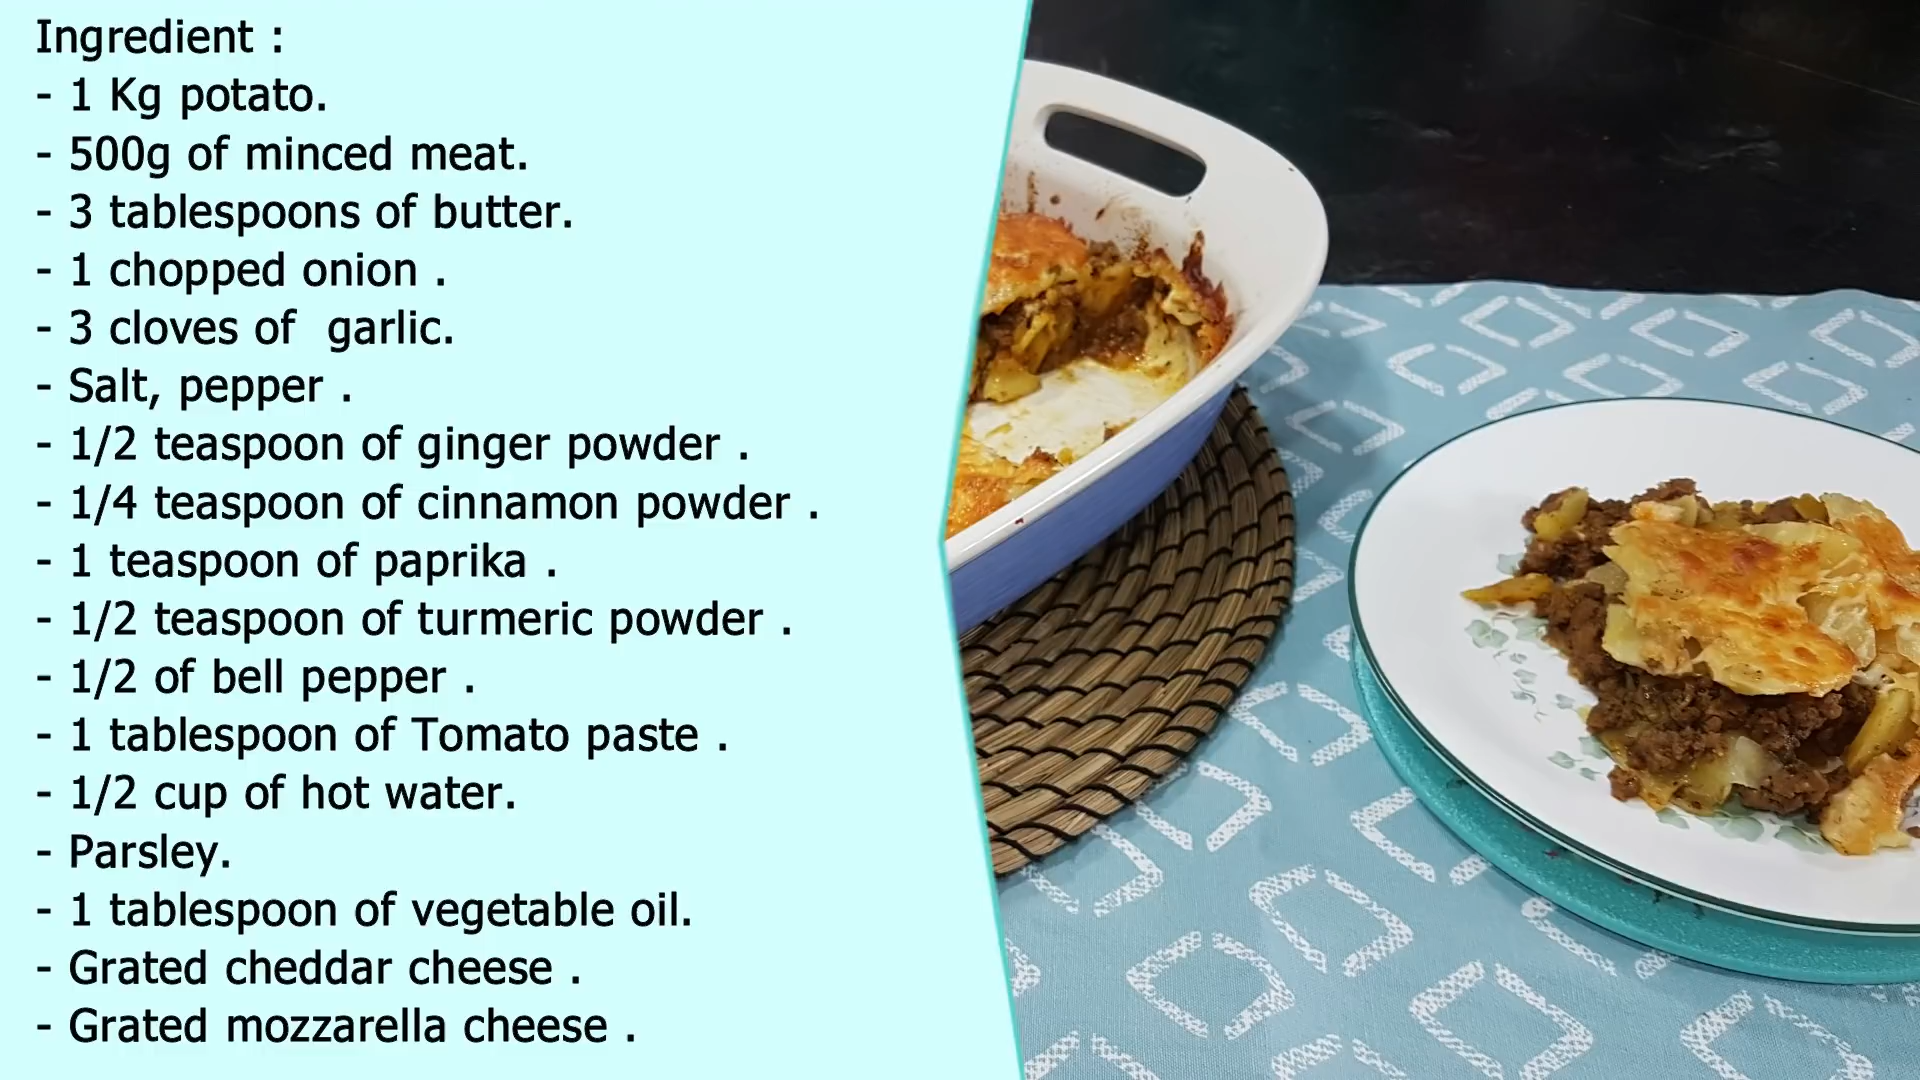 Ingredient :
- 1 Kg potato.
- 500g of minced meat.
- 3 tablespoons of butter.
- 1 chopped onion .
- 3 cloves of  garlic.
- Salt, pepper .
- 1/2 teaspoon of ginger powder .
- 1/4 teaspoon of cinnamon powder .
- 1 teaspoon of paprika .
- 1/2 teaspoon of turmeric powder .
- 1/2 of bell pepper .
- 1 tablespoon of Tomato paste .
- 1/2 cup of hot water.
- Parsley.
- 1 tablespoon of vegetable oil.
- Grated cheddar cheese .
- Grated mozzarella cheese .